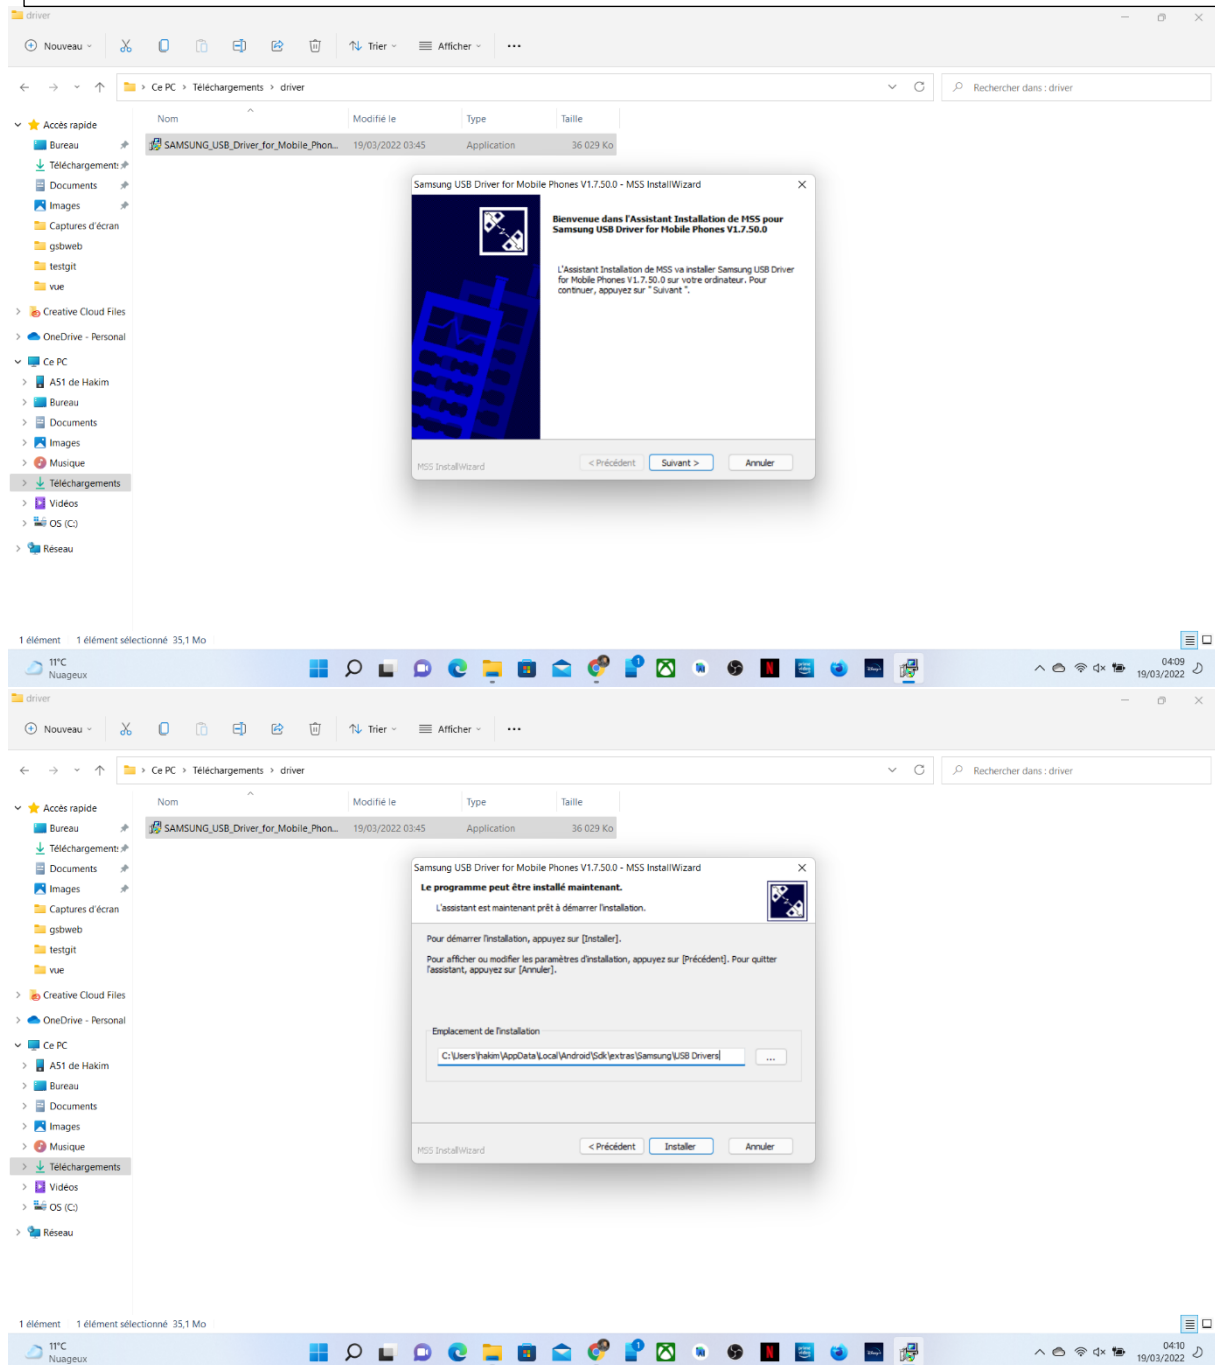 driver
Nouveau
Trier
Afficher
Ce PC > Téléchargements > driver
Rechercher dans : driver
Nom
Modifié le
Type
Taille
SAMSUNG_USB_Driver_for_Mobile_Phon...
19/03/2022 03:45
Application
36 029 Ko
Accès rapide
Bureau
Téléchargements
Documents
Images
Captures d'écran
gsbweb
testgit
vue
Creative Cloud Files
OneDrive - Personal
Ce PC
A51 de Hakim
Bureau
Documents
Images
Musique
Téléchargements
Vidéos
OS (C:)
Réseau
Samsung USB Driver for Mobile Phones V1.7.50.0 - MSS InstallWizard
Bienvenue dans l'Assistant Installation de MSS pour
Samsung USB Driver for Mobile Phones V1.7.50.0
L'Assistant Installation de MSS va installer Samsung USB Driver
for Mobile Phones V1.7.50.0 sur votre ordinateur. Pour
continuer, appuyez sur " Suivant ".
MSS InstallWizard
< Précédent
Suivant >
Annuler
1 élément
1 élément sélectionné 35,1 Mo
11°C
Nuageux
04:09
19/03/2022
driver
Nouveau
Trier
Afficher
Ce PC > Téléchargements > driver
Rechercher dans : driver
Nom
Modifié le
Type
Taille
SAMSUNG_USB_Driver_for_Mobile_Phon...
19/03/2022 03:45
Application
36 029 Ko
Accès rapide
Bureau
Téléchargements
Documents
Images
Captures d'écran
gsbweb
testgit
vue
Creative Cloud Files
OneDrive - Personal
Ce PC
A51 de Hakim
Bureau
Documents
Images
Musique
Téléchargements
Vidéos
OS (C:)
Réseau
Samsung USB Driver for Mobile Phones V1.7.50.0 - MSS InstallWizard
Le programme peut être installé maintenant.
L'assistant est maintenant prêt à démarrer l'installation.
Pour démarrer l'installation, appuyez sur [Installer].
Pour afficher ou modifier les paramètres d'installation, appuyez sur [Précédent]. Pour quitter
l'assistant, appuyez sur [Annuler].
Emplacement de l'installation
C:\Users\hakim\AppData\Local\Android\Sdk\extras\Samsung\USB Drivers
...
MSS InstallWizard
< Précédent
Installer
Annuler
1 élément
1 élément sélectionné 35,1 Mo
11°C
Nuageux
04:10
19/03/2022